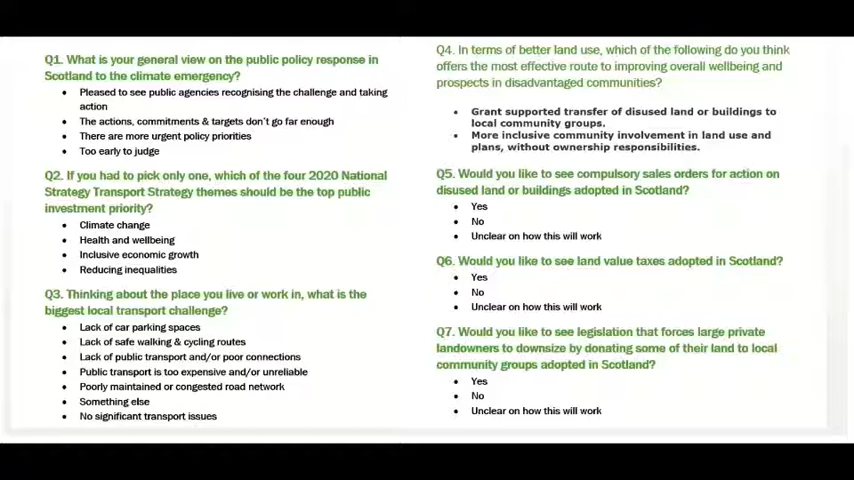 Q1. What is your general view on the public policy response in
Scotland to the climate emergency?
• Pleased to see public agencies recognising the challenge and taking
action
• The actions, commitments & targets don't go far enough
• There are more urgent policy priorities
• Too early to judge
Q2. If you had to pick only one, which of the four 2020 National
Strategy Transport Strategy themes should be the top public
investment priority?
• Climate change
• Health and wellbeing
• Inclusive economic growth
• Reducing inequalities
Q3. Thinking about the place you live or work in, what is the
biggest local transport challenge?
• Lack of car parking spaces
• Lack of safe walking & cycling routes
• Lack of public transport and/or poor connections
• Public transport is too expensive and/or unreliable
• Poorly maintained or congested road network
• Something else
• No significant transport issues
Q4. In terms of better land use, which of the following do you think
offers the most effective route to improving overall wellbeing and
prospects in disadvantaged communities?
• Grant supported transfer of disused land or buildings to
local community groups.
• More inclusive community involvement in land use and
plans, without ownership responsibilities.
Q5. Would you like to see compulsory sales orders for action on
disused land or buildings adopted in Scotland?
• Yes
• No
• Unclear on how this will work
Q6. Would you like to see land value taxes adopted in Scotland?
• Yes
• No
• Unclear on how this will work
Q7. Would you like to see legislation that forces large private
landowners to downsize by donating some of their land to local
community groups adopted in Scotland?
• Yes
• No
• Unclear on how this will work